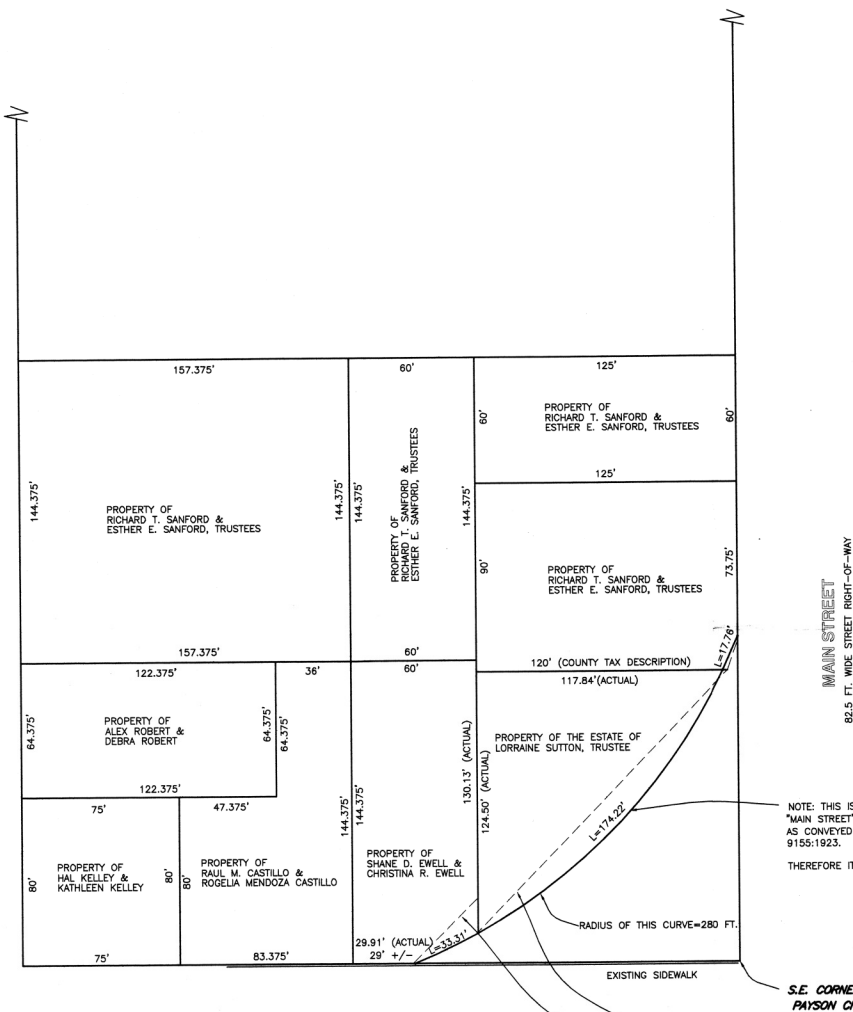 157.375'
60'
125'
144.375'
PROPERTY OF
RICHARD T. SANFORD &
ESTHER E. SANFORD, TRUSTEES
144.375'
144.375'
PROPERTY OF
RICHARD T. SANFORD &
ESTHER E. SANFORD, TRUSTEES
144.375'
60'
PROPERTY OF
RICHARD T. SANFORD &
ESTHER E. SANFORD, TRUSTEES
60'
125'
90'
PROPERTY OF
RICHARD T. SANFORD &
ESTHER E. SANFORD, TRUSTEES
73.75'
MAIN STREET
82.5 FT. WIDE STREET RIGHT-OF-WAY
157.375'
60'
122.375'
36'
60'
120' (COUNTY TAX DESCRIPTION)
L=17.76'
117.84'(ACTUAL)
64.375'
PROPERTY OF
ALEX ROBERT &
DEBRA ROBERT
64.375'
64.375'
122.375'
130.13' (ACTUAL)
124.50' (ACTUAL)
PROPERTY OF THE ESTATE OF
LORRAINE SUTTON, TRUSTEE
L=174.22'
75'
47.375'
144.375'
144.375'
NOTE: THIS IS
"MAIN STREET"
AS CONVEYED
9155:1923.
THEREFORE IT
80'
PROPERTY OF
HAL KELLEY &
KATHLEEN KELLEY
80'
80'
PROPERTY OF
RAUL M. CASTILLO &
ROGELIA MENDOZA CASTILLO
PROPERTY OF
SHANE D. EWELL &
CHRISTINA R. EWELL
RADIUS OF THIS CURVE=280 FT.
29.91' (ACTUAL)
L=33.31'
29' +/-
75'
83.375'
EXISTING SIDEWALK
S.E. CORNE
PAYSON CI